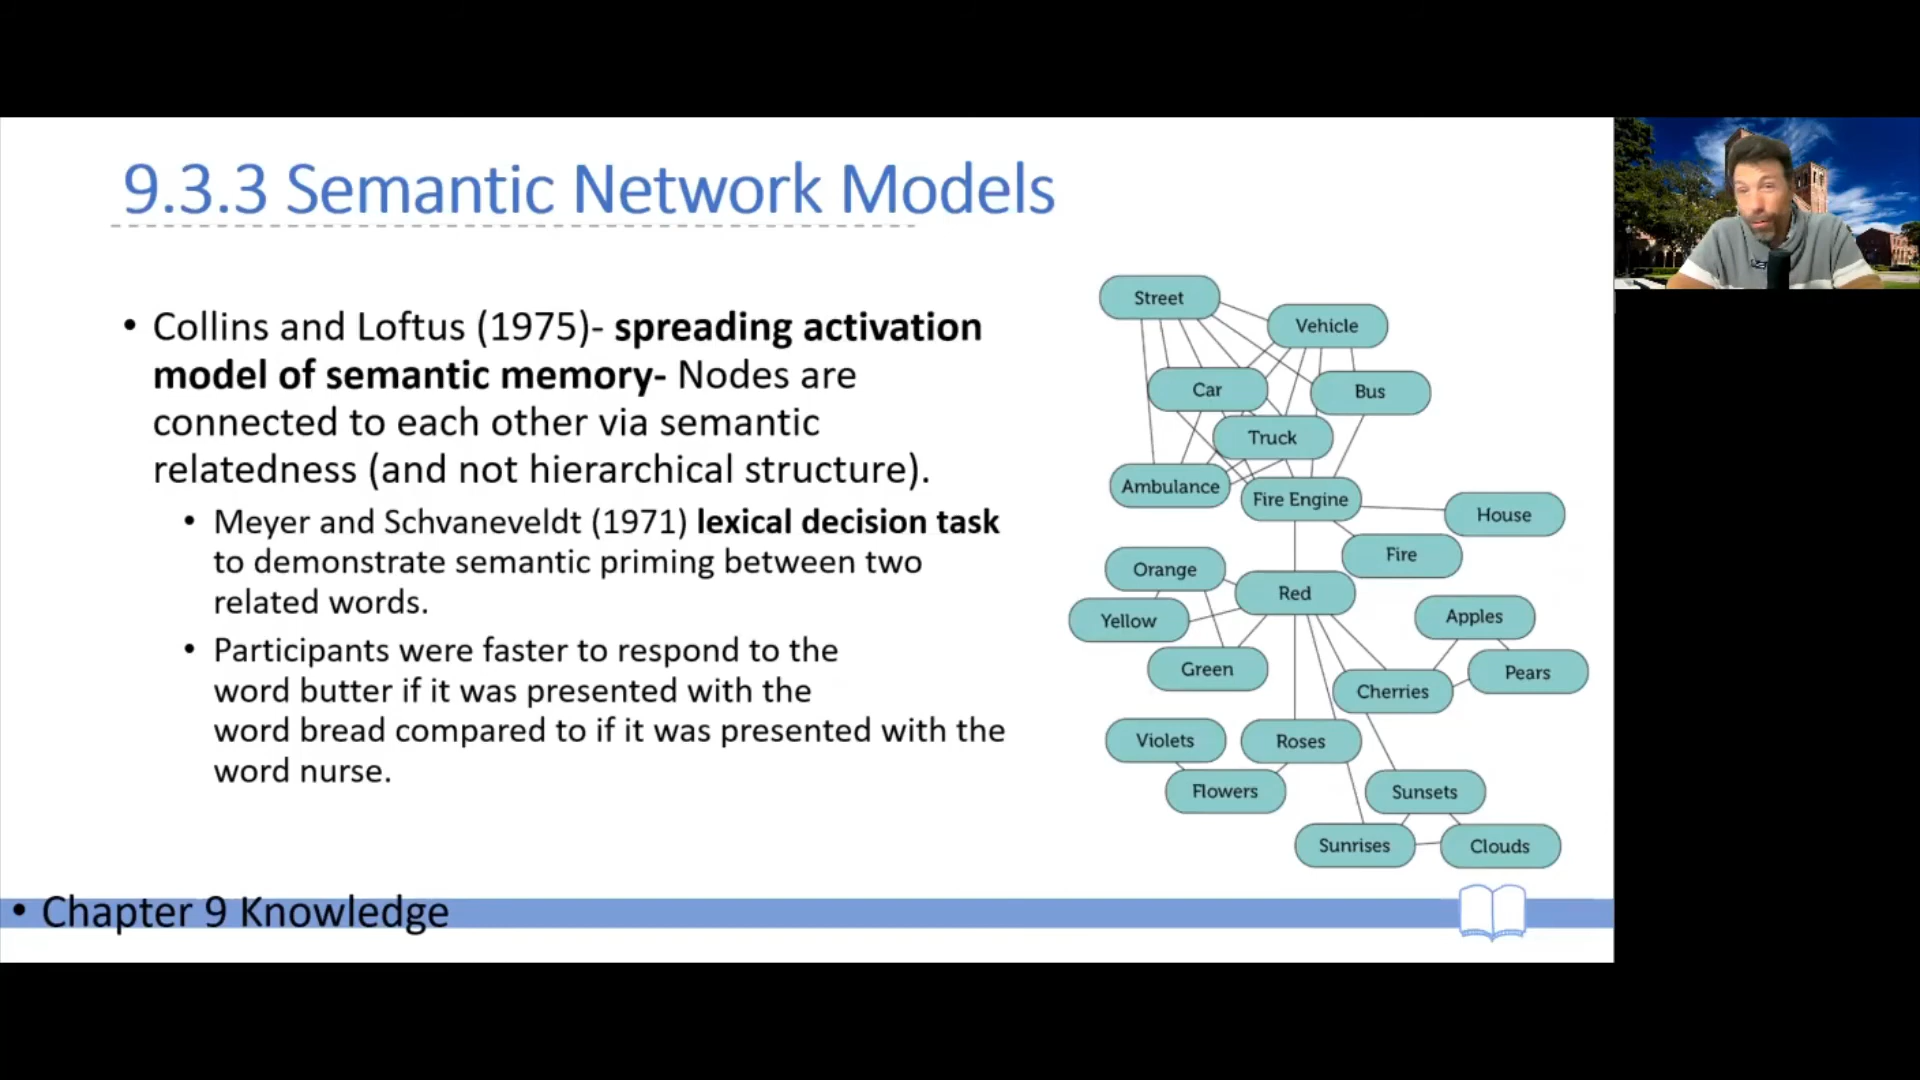 9.3.3 Semantic Network Models
• Collins and Loftus (1975)- spreading activation
model of semantic memory- Nodes are
connected to each other via semantic
relatedness (and not hierarchical structure).
• Meyer and Schvaneveldt (1971) lexical decision task
to demonstrate semantic priming between two
related words.
• Participants were faster to respond to the
word butter if it was presented with the
word bread compared to if it was presented with the
word nurse.
Street
Vehicle
Car
Bus
Truck
Ambulance
Fire Engine
House
Fire
Orange
Red
Yellow
Apples
Green
Pears
Cherries
Violets
Roses
Flowers
Sunsets
Sunrises
Clouds
• Chapter 9 Knowledge